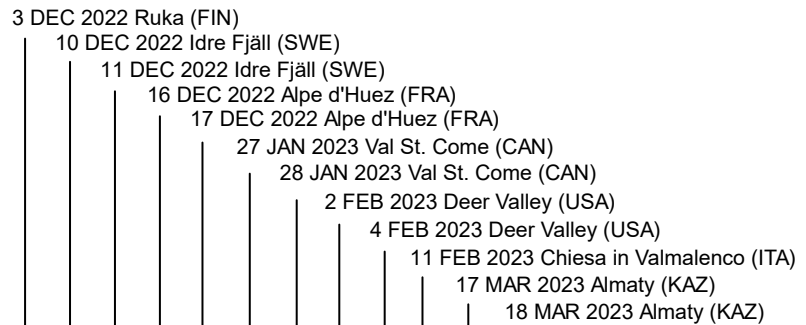 3 DEC 2022 Ruka (FIN)
10 DEC 2022 Idre Fjäll (SWE)
11 DEC 2022 Idre Fjäll (SWE)
16 DEC 2022 Alpe d'Huez (FRA)
17 DEC 2022 Alpe d'Huez (FRA)
27 JAN 2023 Val St. Come (CAN)
28 JAN 2023 Val St. Come (CAN)
2 FEB 2023 Deer Valley (USA)
4 FEB 2023 Deer Valley (USA)
11 FEB 2023 Chiesa in Valmalenco (ITA)
17 MAR 2023 Almaty (KAZ)
18 MAR 2023 Almaty (KAZ)